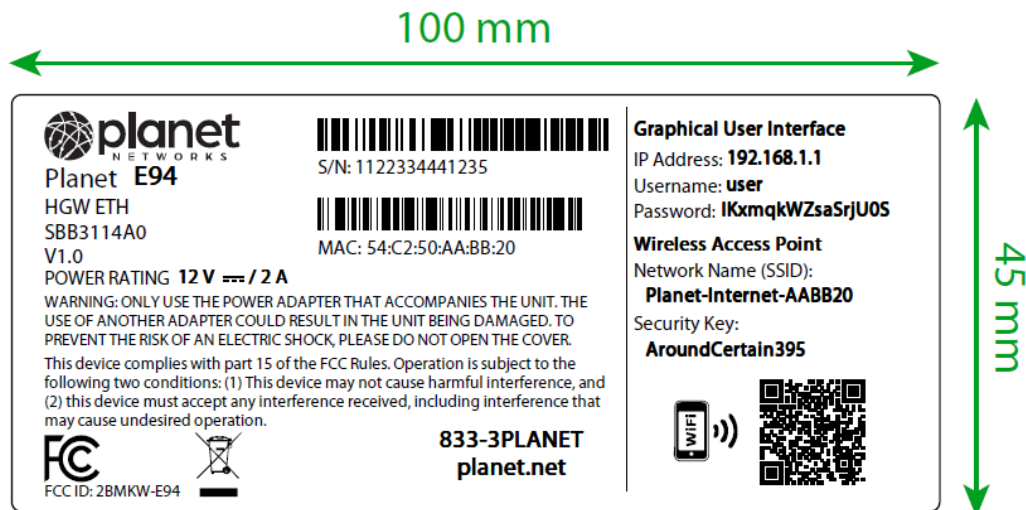 100 mm
planet
NETWORKS
Planet E94
HGW ETH
SBB3114A0
V1.0
POWER RATING 12 V ⎓ / 2 A
S/N: 1122334441235
MAC: 54:C2:50:AA:BB:20
WARNING: ONLY USE THE POWER ADAPTER THAT ACCOMPANIES THE UNIT. THE
USE OF ANOTHER ADAPTER COULD RESULT IN THE UNIT BEING DAMAGED. TO
PREVENT THE RISK OF AN ELECTRIC SHOCK, PLEASE DO NOT OPEN THE COVER.
This device complies with part 15 of the FCC Rules. Operation is subject to the
following two conditions: (1) This device may not cause harmful interference, and
(2) this device must accept any interference received, including interference that
may cause undesired operation.
FC
FCC ID: 2BMKW-E94
833-3PLANET
planet.net
Graphical User Interface
IP Address: 192.168.1.1
Username: user
Password: IKxmqkWZsaSrjU0S
Wireless Access Point
Network Name (SSID):
Planet-Internet-AABB20
Security Key:
AroundCertain395
WiFi
45 mm